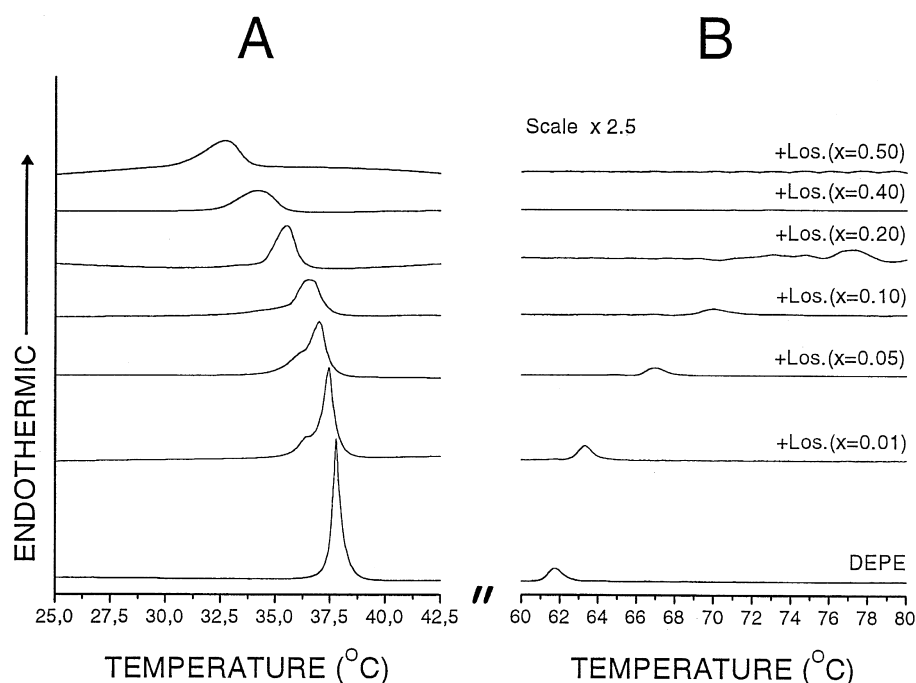 A
B
Scale x 2.5
+Los.(x=0.50)
+Los.(x=0.40)
+Los.(x=0.20)
+Los.(x=0.10)
+Los.(x=0.05)
+Los.(x=0.01)
DEPE
ENDOTHERMIC
25,0 27,5 30,0 32,5 35,0 37,5 40,0 42,5
60 62 64 66 68 70 72 74 76 78 80
TEMPERATURE (°C)
TEMPERATURE (°C)